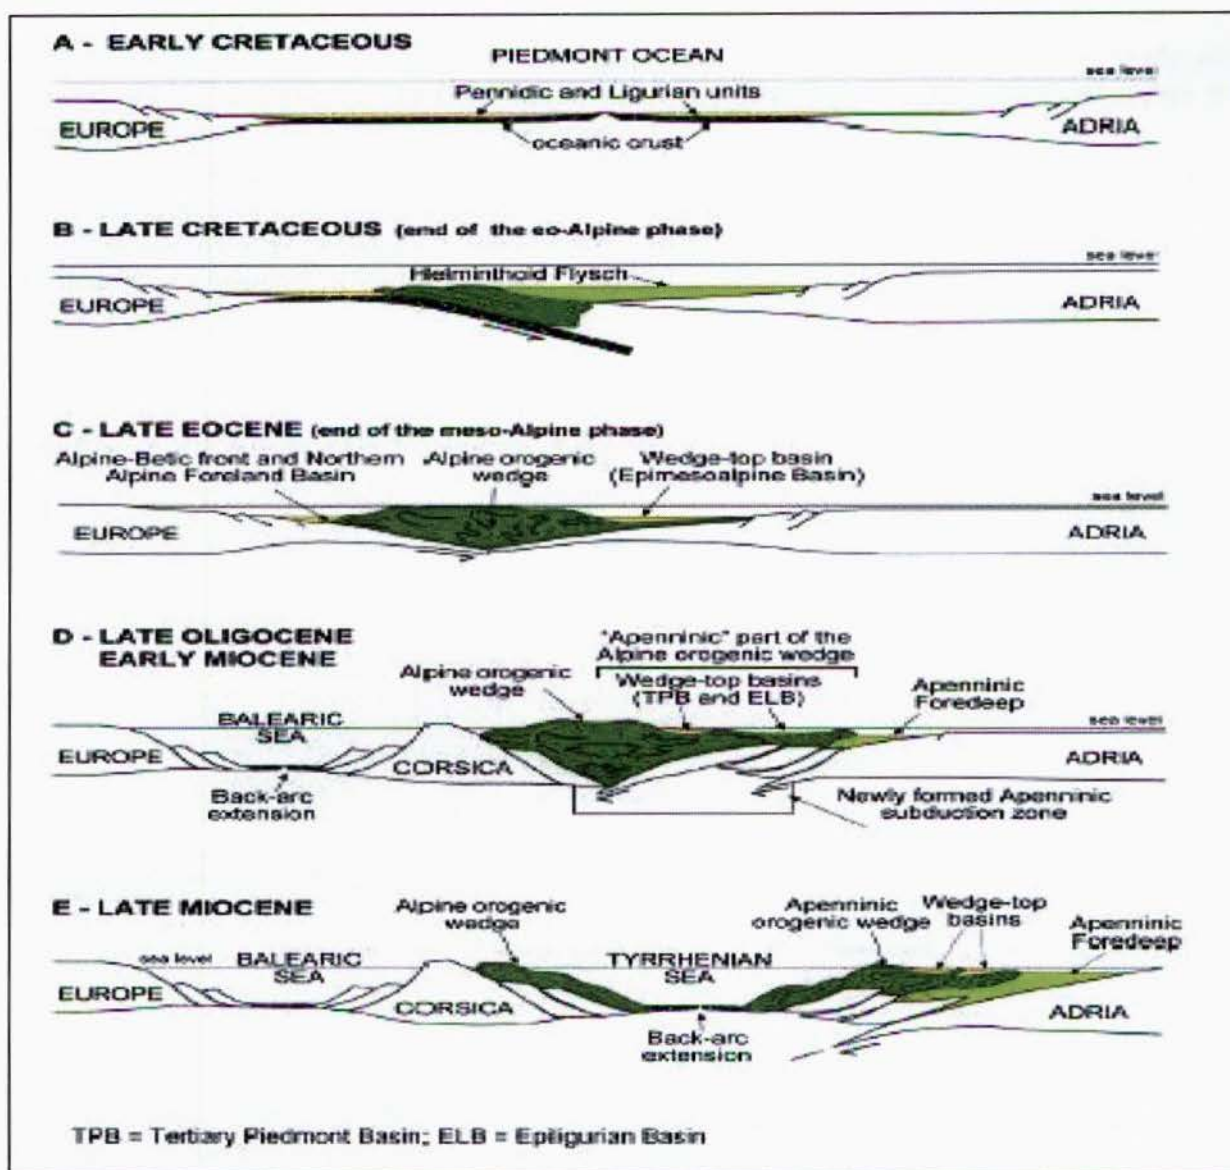 A - EARLY CRETACEOUS
PIEDMONT OCEAN
sea level
Pennidic and Ligurian units
EUROPE
ADRIA
oceanic crust
B - LATE CRETACEOUS (end of the eo-Alpine phase)
sea level
Helminthoid Flysch
EUROPE
ADRIA
C - LATE EOCENE (end of the meso-Alpine phase)
Alpine-Betic front and Northern
Alpine Foreland Basin
Alpine orogenic
wedge
Wedge-top basin
(Epimesoalpine Basin)
sea level
EUROPE
ADRIA
D - LATE OLIGOCENE
EARLY MIOCENE
"Apenninic" part of the
Alpine orogenic wedge
Alpine orogenic
wedge
Wedge-top basins
(TPB and ELB)
Apenninic
Foredeep
sea level
BALEARIC
SEA
EUROPE
CORSICA
ADRIA
Back-arc
extension
Newly formed Apenninic
subduction zone
E - LATE MIOCENE
Alpine orogenic
wedge
Apenninic
orogenic wedge
Wedge-top
basins
Apenninic
Foredeep
sea level
BALEARIC
SEA
TYRRHENIAN
SEA
EUROPE
CORSICA
ADRIA
Back-arc
extension
TPB = Tertiary Piedmont Basin; ELB = Epiligurian Basin